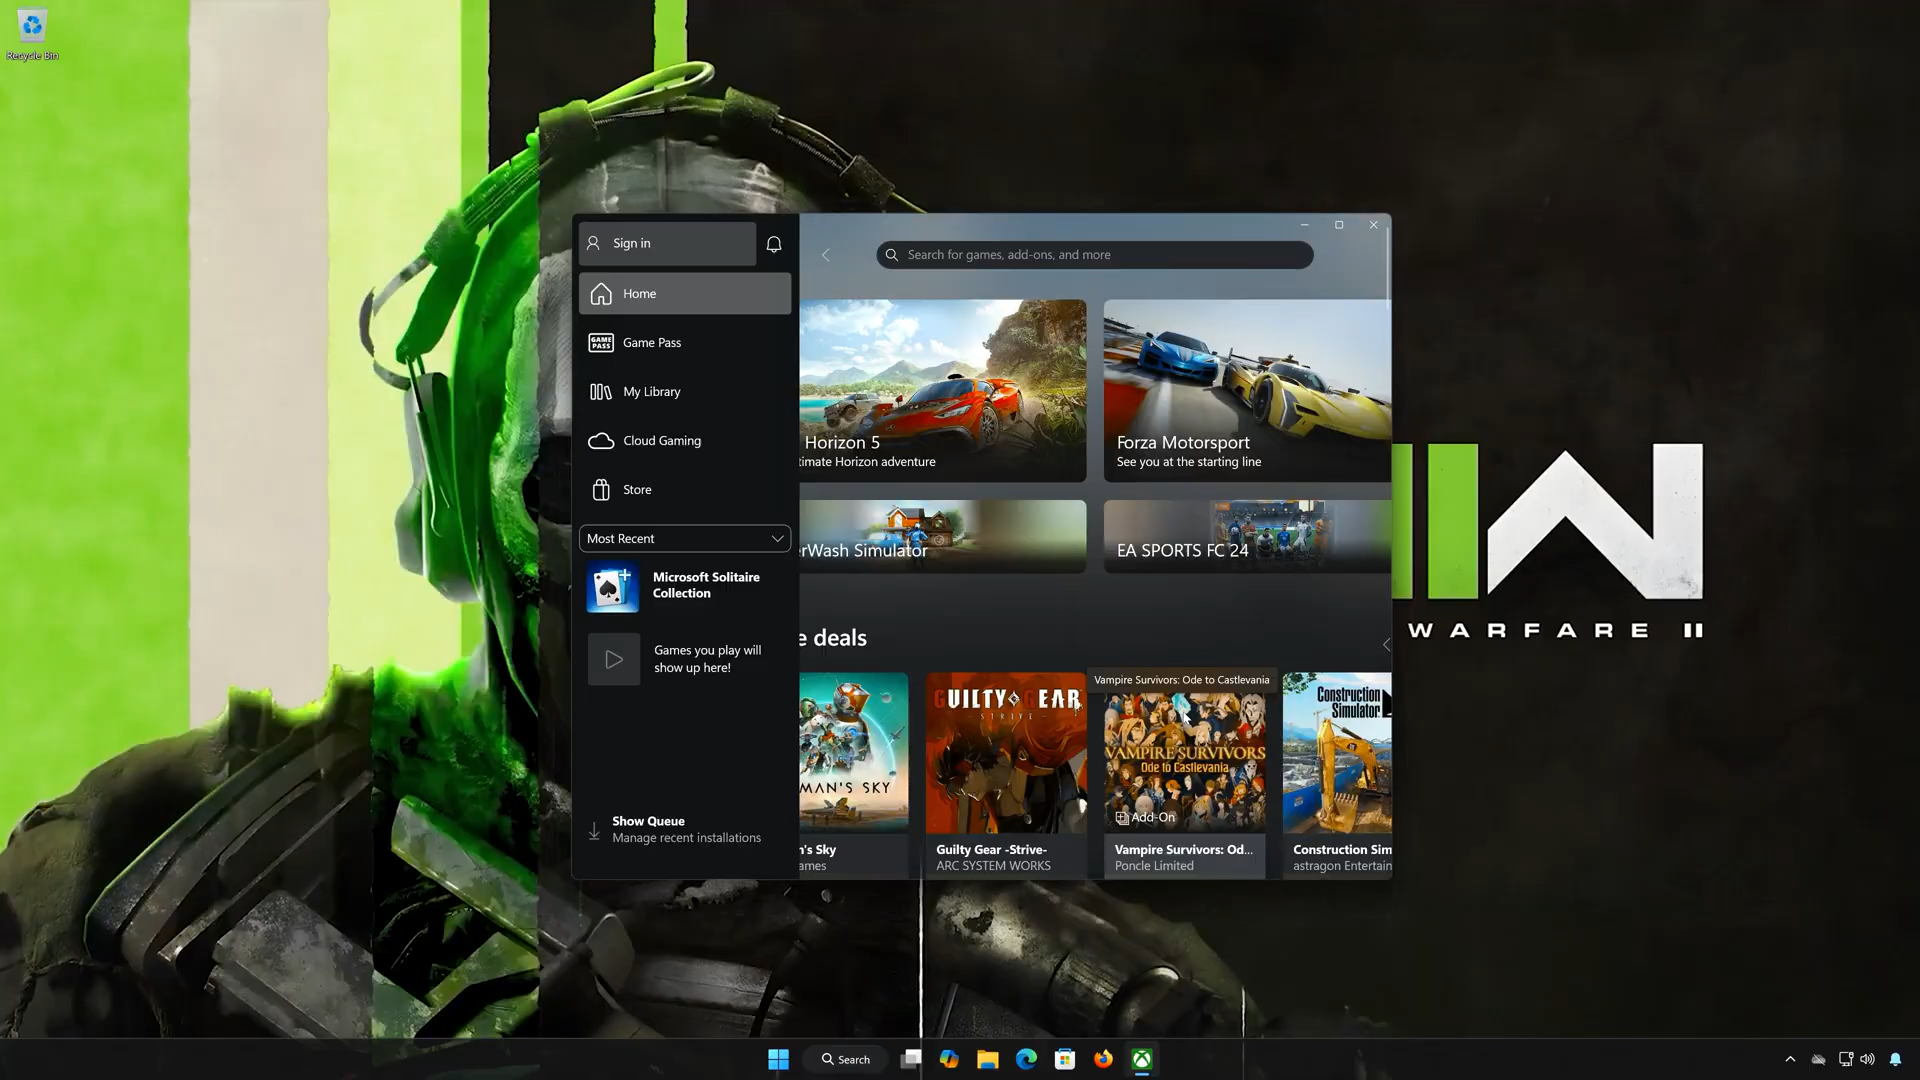 Recycle Bin
Sign in
Search for games, add-ons, and more
Home
GAME PASS
Game Pass
My Library
Cloud Gaming
Store
Most Recent
Microsoft Solitaire
Collection
Games you play will
show up here!
Show Queue
Manage recent installations
Horizon 5
timate Horizon adventure
Forza Motorsport
See you at the starting line
rWash Simulator
EA SPORTS FC 24
e deals
Vampire Survivors: Ode to Castlevania
MAN'S SKY
GUILTY GEAR
STRIVE
VAMPIRE SURVIVORS
Ode to Castlevania
Add-On
Construction
Simulator
n's Sky
ames
Guilty Gear -Strive-
ARC SYSTEM WORKS
Vampire Survivors: Od...
Poncle Limited
Construction Sim
astragon Entertain
WARFARE II
Search